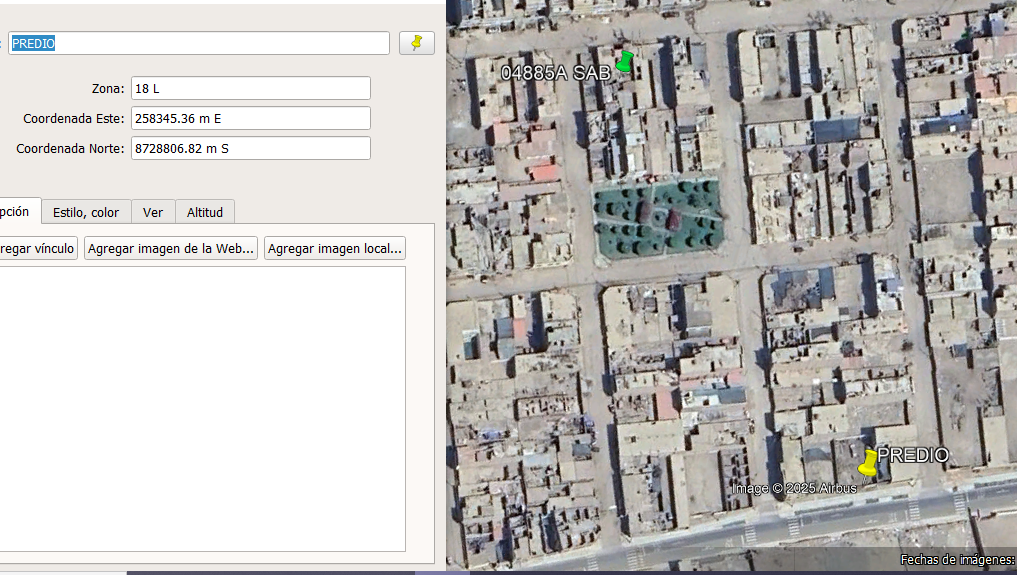 PREDIO
Zona: 18 L
Coordenada Este: 258345.36 m E
Coordenada Norte: 8728806.82 m S
pción Estilo, color Ver Altitud
regar vínculo Agregar imagen de la Web... Agregar imagen local...
04885A SAB
PREDIO
Image © 2025 Airbus
Fechas de imágenes: